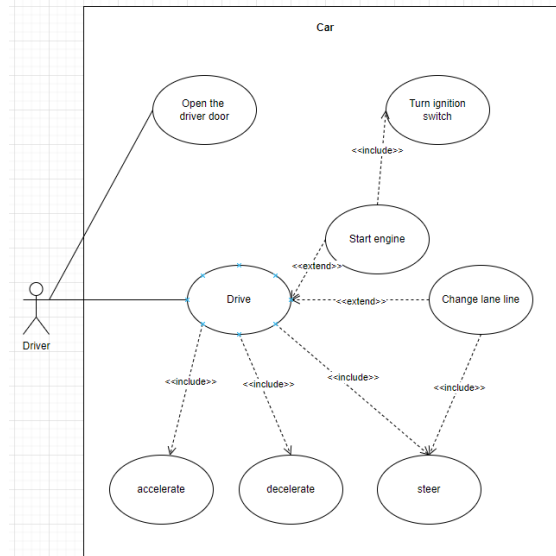 Car
Open the
driver door
Turn ignition
switch
<<include>>
Start engine
<<extend>>
Drive
<<extend>>
Change lane line
Driver
<<include>>
<<include>>
<<include>>
<<include>>
accelerate
decelerate
steer